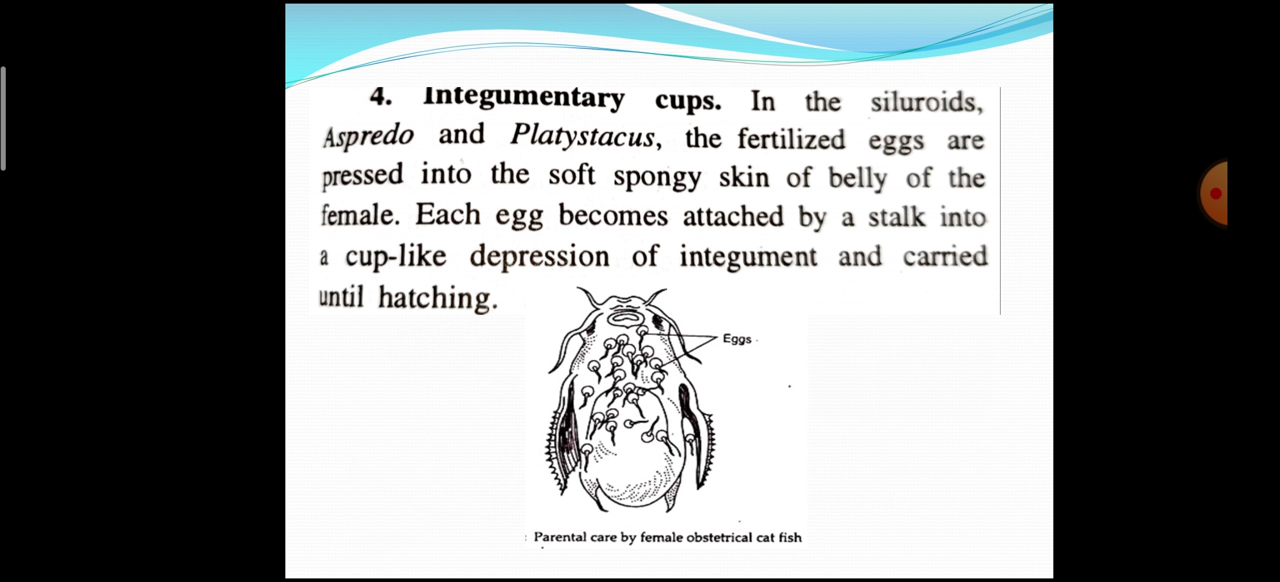 4. Integumentary cups. In the siluroids,
Aspredo and Platystacus, the fertilized eggs are
pressed into the soft spongy skin of belly of the
female. Each egg becomes attached by a stalk into
a cup-like depression of integument and carried
until hatching.
Eggs
: Parental care by female obstetrical cat fish